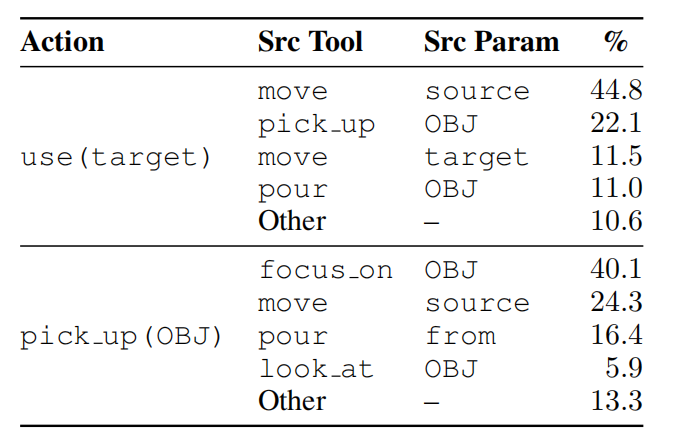 Action Src Tool Src Param %
move source 44.8
pick_up OBJ 22.1
use(target) move target 11.5
pour OBJ 11.0
Other – 10.6
focus_on OBJ 40.1
move source 24.3
pick_up(OBJ) pour from 16.4
look_at OBJ 5.9
Other – 13.3